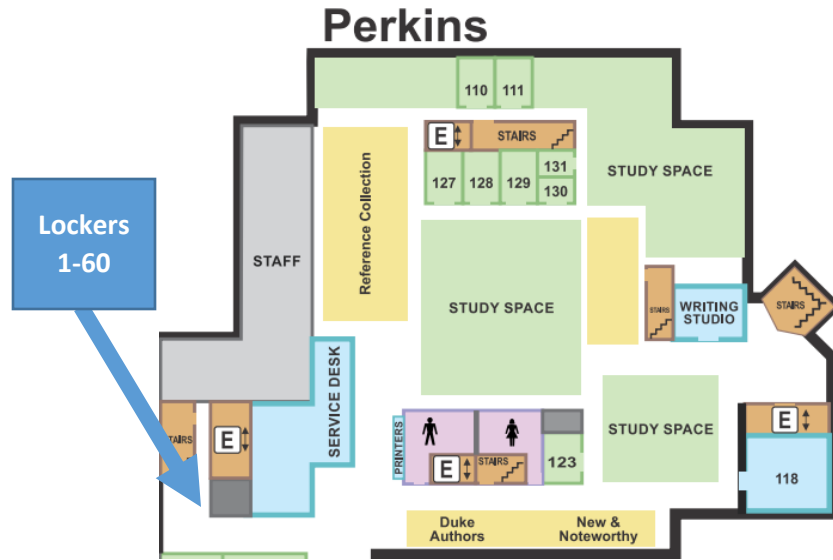 Perkins
110
111
E
STAIRS
127
128
129
131
130
STUDY SPACE
Lockers
1-60
STAFF
Reference Collection
STUDY SPACE
STAIRS
WRITING
STUDIO
STAIRS
SERVICE DESK
STAIRS
E
PRINTERS
E
STAIRS
123
STUDY SPACE
E
118
Duke
Authors
New &
Noteworthy